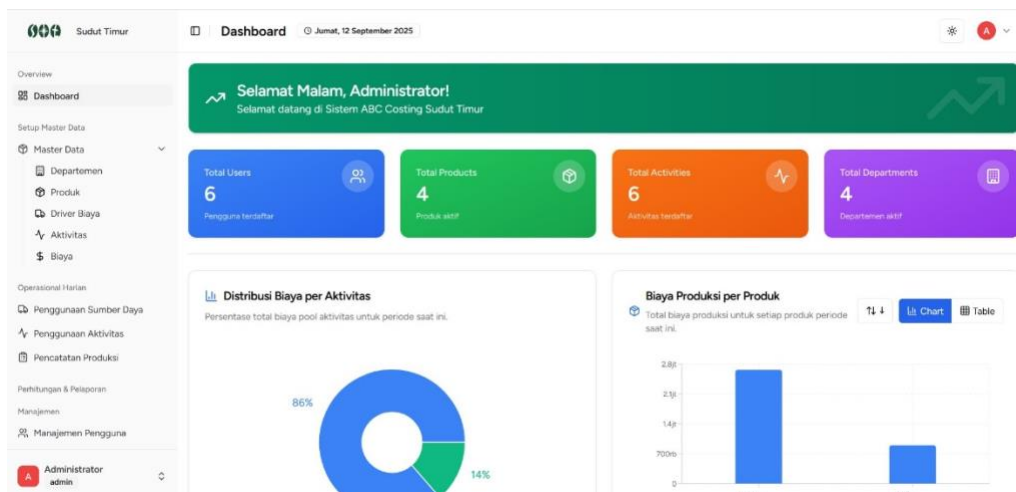 Sudut Timur
Overview
Dashboard
Setup Master Data
Master Data
Departemen
Produk
Driver Biaya
Aktivitas
Biaya
Operasional Harian
Penggunaan Sumber Daya
Penggunaan Aktivitas
Pencatatan Produksi
Perhitungan & Pelaporan
Manajemen
Manajemen Pengguna
A
Administrator
admin
Dashboard
Jumat, 12 September 2025
A
Selamat Malam, Administrator!
Selamat datang di Sistem ABC Costing Sudut Timur
Total Users
6
Pengguna terdaftar
Total Products
4
Produk aktif
Total Activities
6
Aktivitas terdaftar
Total Departments
4
Departemen aktif
Distribusi Biaya per Aktivitas
Persentase total biaya pool aktivitas untuk periode saat ini.
86%
14%
Biaya Produksi per Produk
Total biaya produksi untuk setiap produk periode
saat ini.
Chart
Table
2.8jt
2.1jt
1.4jt
700rb
0